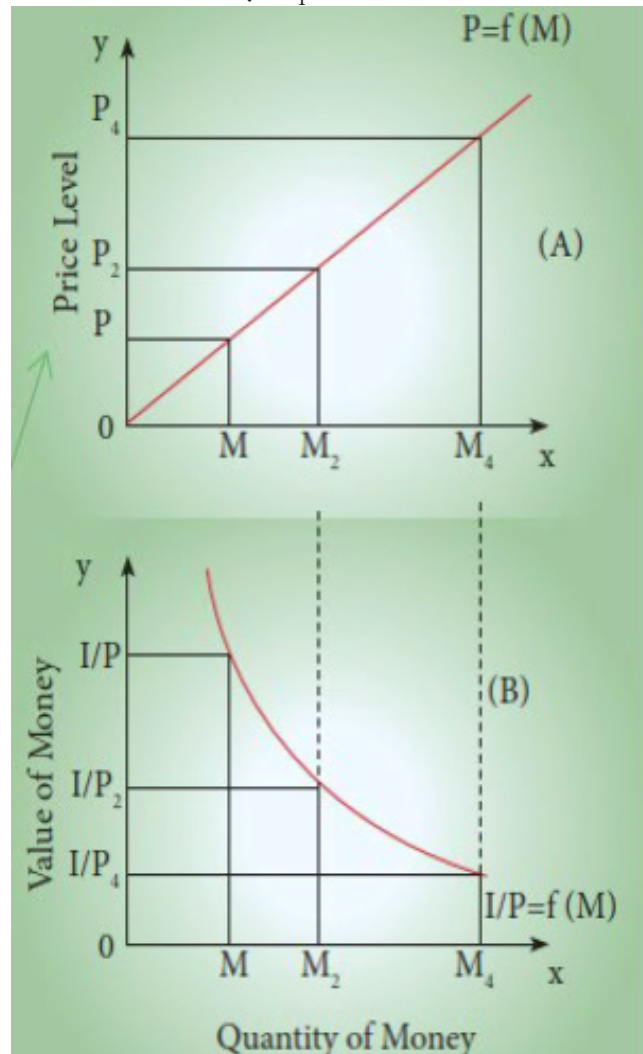 P=f (M)
y
P₄
P₂
P
Price Level
(A)
0
M M₂ M₄ x
y
I/P
(B)
I/P₂
Value of Money
I/P₄
I/P=f (M)
0
M M₂ M₄ x
Quantity of Money